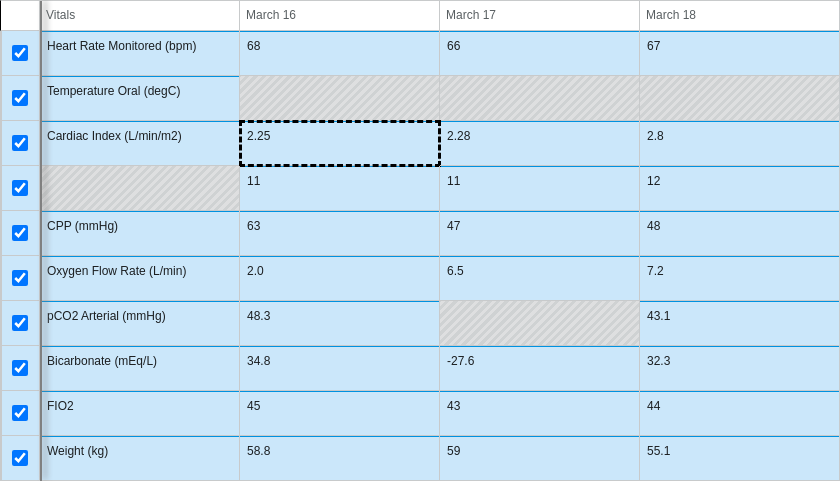 Vitals March 16 March 17 March 18
Heart Rate Monitored (bpm) 68 66 67
Temperature Oral (degC)
Cardiac Index (L/min/m2) 2.25 2.28 2.8
11 11 12
CPP (mmHg) 63 47 48
Oxygen Flow Rate (L/min) 2.0 6.5 7.2
pCO2 Arterial (mmHg) 48.3 43.1
Bicarbonate (mEq/L) 34.8 -27.6 32.3
FIO2 45 43 44
Weight (kg) 58.8 59 55.1